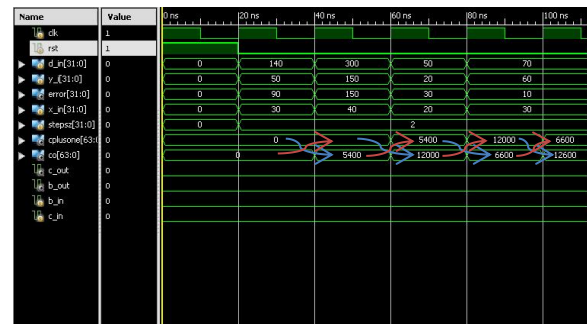 Name Value 0 ns 20 ns 40 ns 60 ns 80 ns 100 ns
clk 1
rst 1
d_in[31:0] 0 0 140 300 50 70
y_i[31:0] 0 0 50 150 20 60
error[31:0] 0 0 90 150 30 10
x_in[31:0] 0 0 30 40 20 30
stepsz[31:0] 0 0 2
cplusone[63:0 0 0 5400 12000 6600
co[63:0] 0 0 5400 12000 6600 12600
c_out 0
b_out 0
b_in 0
c_in 0